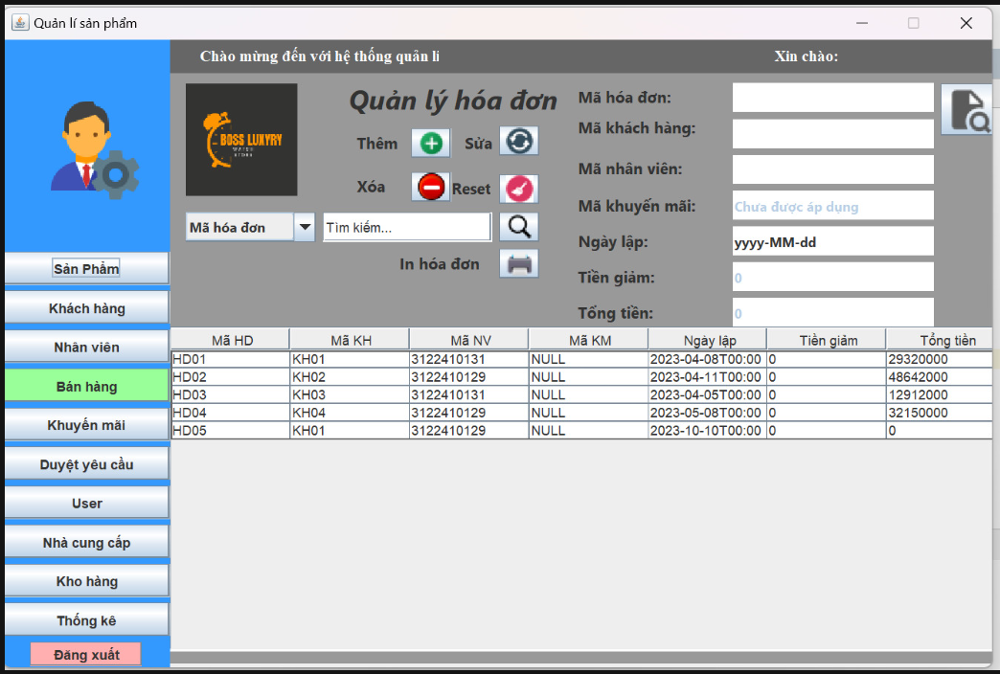 Quản lí sản phẩm
Chào mừng đến với hệ thống quản lí
Xin chào:
BOSS LUXYRY
WATCH
STORE
Quản lý hóa đơn
Thêm
Sửa
Xóa
Reset
Mã hóa đơn
Tìm kiếm...
In hóa đơn
Mã hóa đơn:
Mã khách hàng:
Mã nhân viên:
Mã khuyến mãi: Chưa được áp dụng
Ngày lập: yyyy-MM-dd
Tiền giảm: 0
Tổng tiền: 0
Sản Phẩm
Khách hàng
Nhân viên
Bán hàng
Khuyến mãi
Duyệt yêu cầu
User
Nhà cung cấp
Kho hàng
Thống kê
Đăng xuất
Mã HD Mã KH Mã NV Mã KM Ngày lập Tiền giảm Tổng tiền
HD01 KH01 3122410131 NULL 2023-04-08T00:00 0 29320000
HD02 KH02 3122410129 NULL 2023-04-11T00:00 0 48642000
HD03 KH03 3122410131 NULL 2023-04-05T00:00 0 12912000
HD04 KH04 3122410129 NULL 2023-05-08T00:00 0 32150000
HD05 KH01 3122410129 NULL 2023-10-10T00:00 0 0